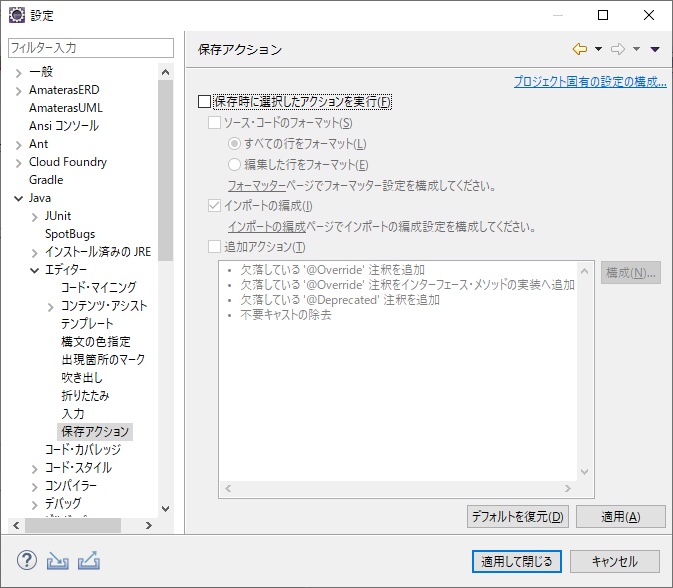 設定
フィルター入力
一般
AmaterasERD
AmaterasUML
Ansi コンソール
Ant
Cloud Foundry
Gradle
Java
JUnit
SpotBugs
インストール済みの JRE
エディター
コード・マイニング
コンテンツ・アシスト
テンプレート
構文の色指定
出現箇所のマーク
吹き出し
折りたたみ
入力
保存アクション
コード・カバレッジ
コード・スタイル
コンパイラー
デバッグ
保存アクション
プロジェクト固有の設定の構成...
保存時に選択したアクションを実行(F)
ソース・コードのフォーマット(S)
すべての行をフォーマット(L)
編集した行をフォーマット(E)
フォーマッターページでフォーマッター設定を構成してください。
インポートの編成(I)
インポートの編成ページでインポートの編成設定を構成してください。
追加アクション(T)
• 欠落している '@Override' 注釈を追加
• 欠落している '@Override' 注釈をインターフェース・メソッドの実装へ追加
• 欠落している '@Deprecated' 注釈を追加
• 不要キャストの除去
構成(N)...
デフォルトを復元(D)
適用(A)
?
適用して閉じる
キャンセル